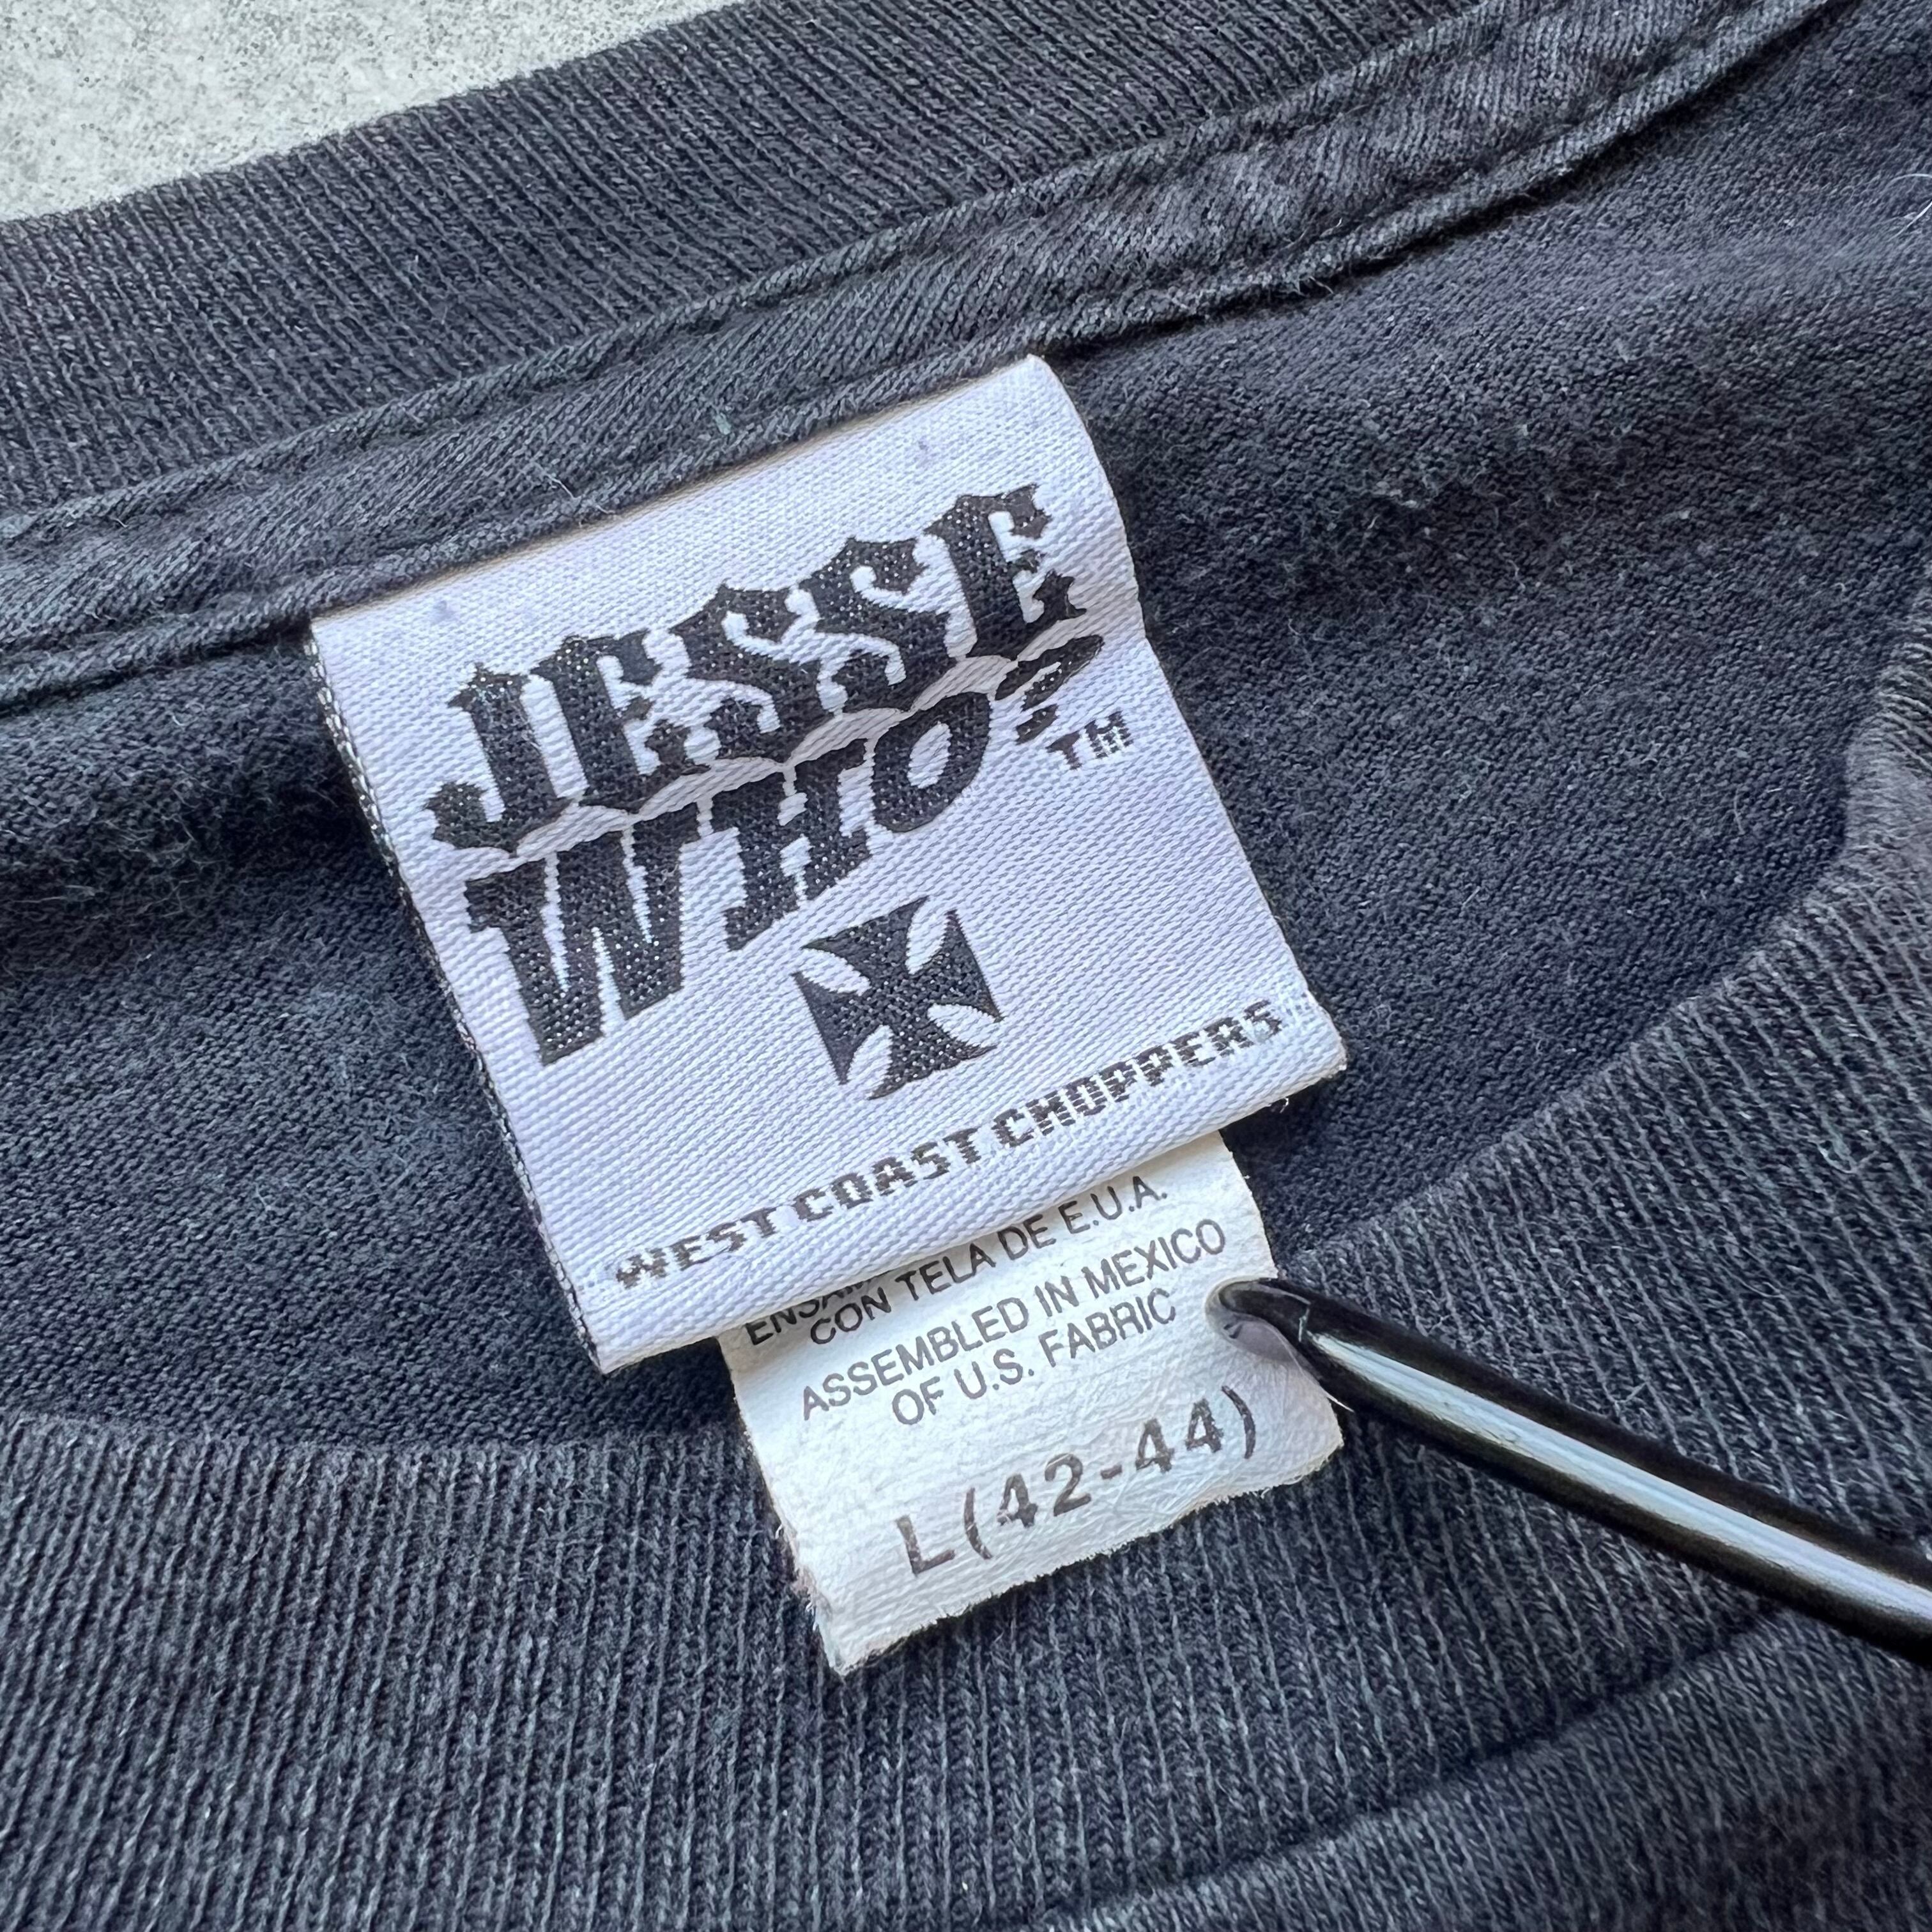 JESSE
WHO? TM
WEST COAST CHOPPERS
CON TELA DE E.U.A.
ASSEMBLED IN MEXICO
OF U.S. FABRIC
L(42-44)